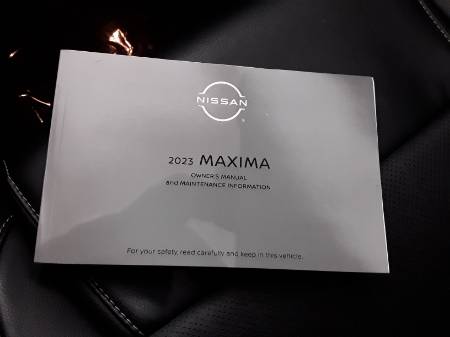 NISSAN
2023 MAXIMA
OWNER'S MANUAL
and MAINTENANCE INFORMATION
For your safety, read carefully and keep in this vehicle.